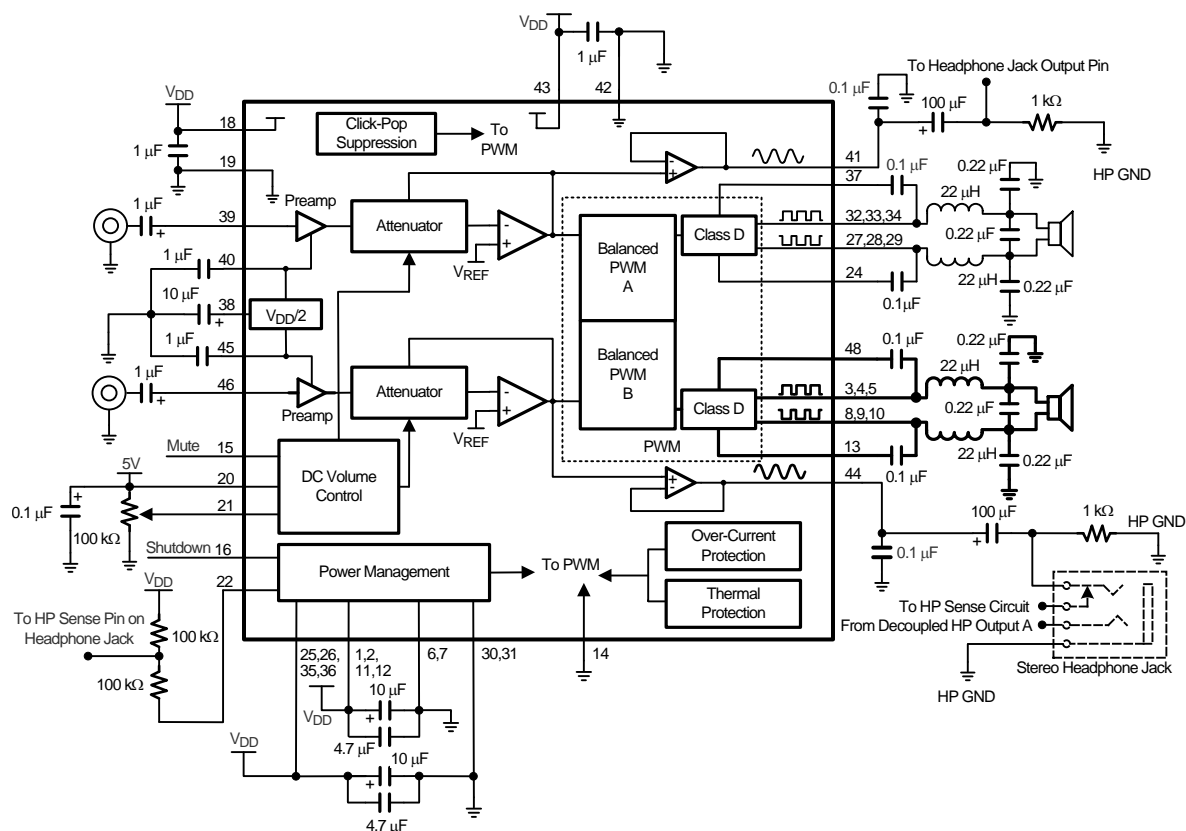 VDD
1 μF
43
42
To Headphone Jack Output Pin
0.1 μF
100 μF
+
1 kΩ
HP GND
41
VDD
18
1 μF
19
Click-Pop
Suppression
To
PWM
-
+
37
0.1 μF
0.22 μF
22 μH
32,33,34
0.22 μF
27,28,29
22 μH
0.22 μF
24
0.1μF
1 μF
+
39
Preamp
Attenuator
-
+
VREF
Balanced
PWM
A
Class D
1 μF
40
10 μF
+
38
VDD/2
1 μF
45
1 μF
+
46
Preamp
Attenuator
-
+
VREF
Balanced
PWM
B
Class D
PWM
48
0.1 μF
0.22 μF
22 μH
3,4,5
0.22 μF
8,9,10
22 μH
0.22 μF
13
0.1 μF
Mute
15
5V
20
+
0.1 μF
100 kΩ
21
DC Volume
Control
+
-
44
100 μF
+
1 kΩ
HP GND
0.1 μF
Shutdown
16
VDD
22
Power Management
To PWM
Over-Current
Protection
Thermal
Protection
To HP Sense Pin on
Headphone Jack
100 kΩ
100 kΩ
To HP Sense Circuit
From Decoupled HP Output A
Stereo Headphone Jack
HP GND
25,26,
35,36
1,2,
11,12
6,7
30,31
14
VDD
10 μF
+
4.7 μF
VDD
10 μF
+
4.7 μF